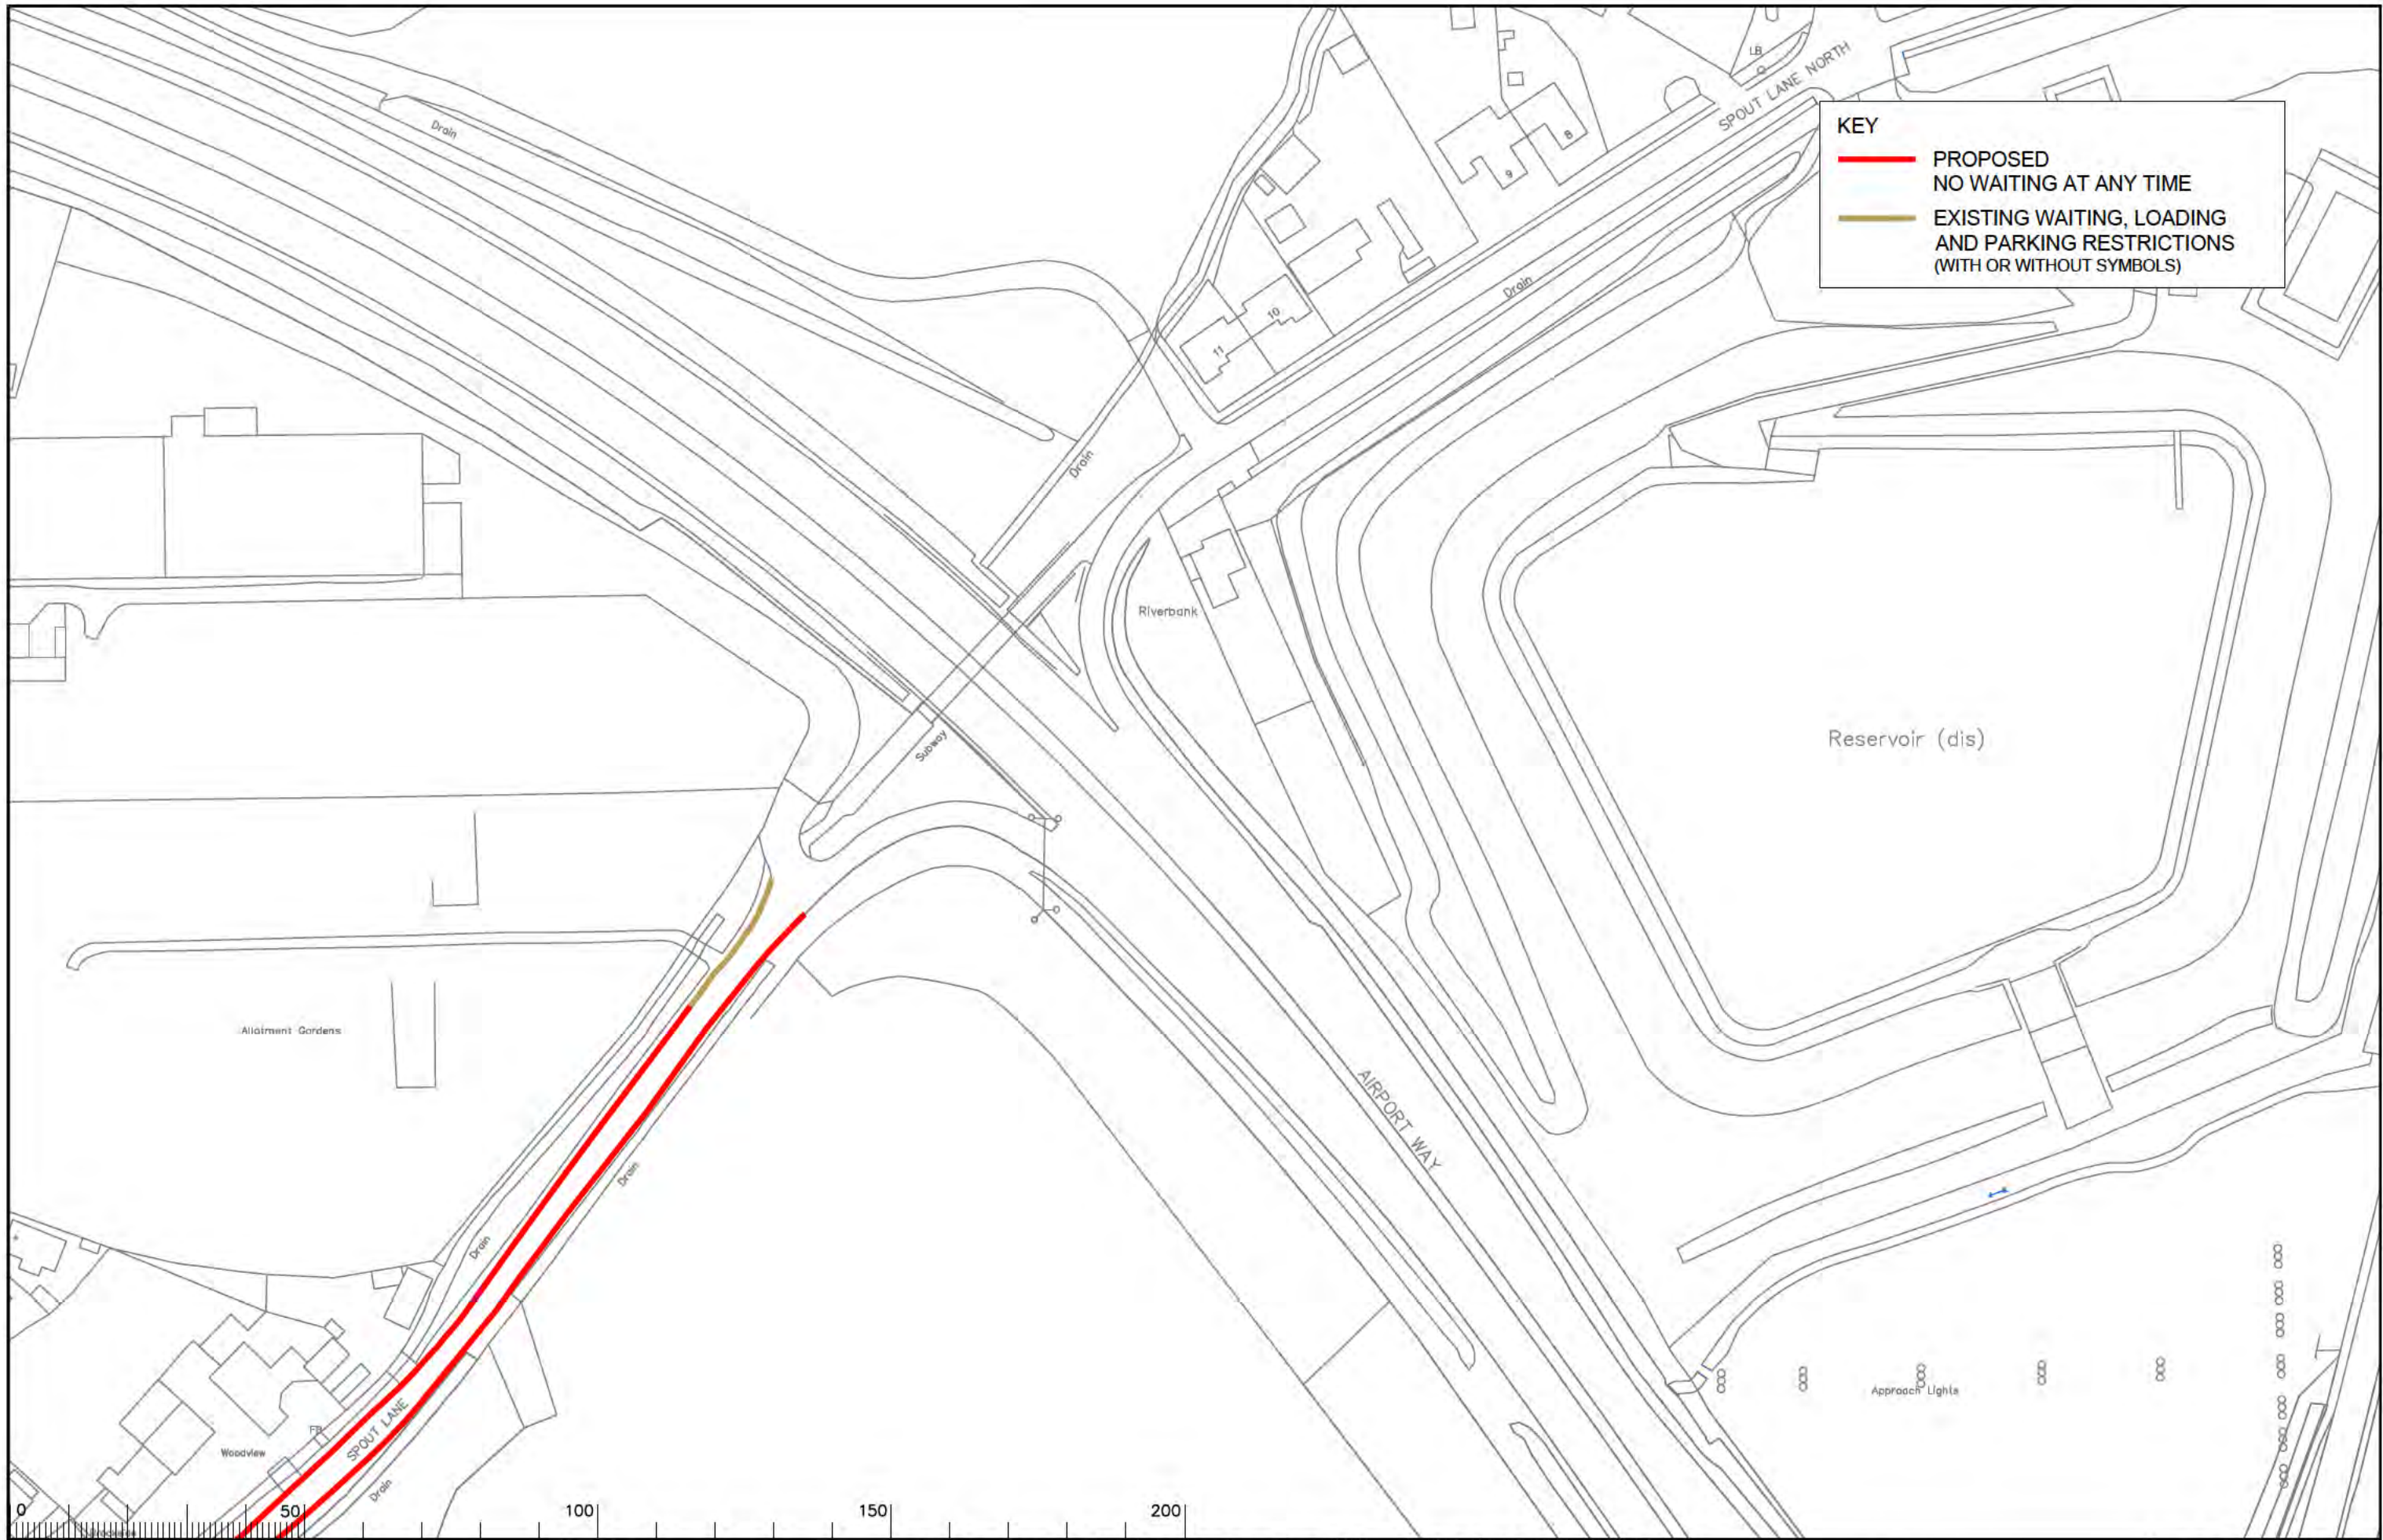 Drain
LB
SPOUT LANE NORTH
8
9
KEY
PROPOSED
NO WAITING AT ANY TIME
EXISTING WAITING, LOADING
AND PARKING RESTRICTIONS
(WITH OR WITHOUT SYMBOLS)
Drain
10
11
Drain
Riverbank
Subway
Reservoir (dis)
Allotment Gardens
AIRPORT WAY
Drain
Drain
Approach Lights
SPOUT LANE
FB
Woodview
Drain
0
50
100
150
200